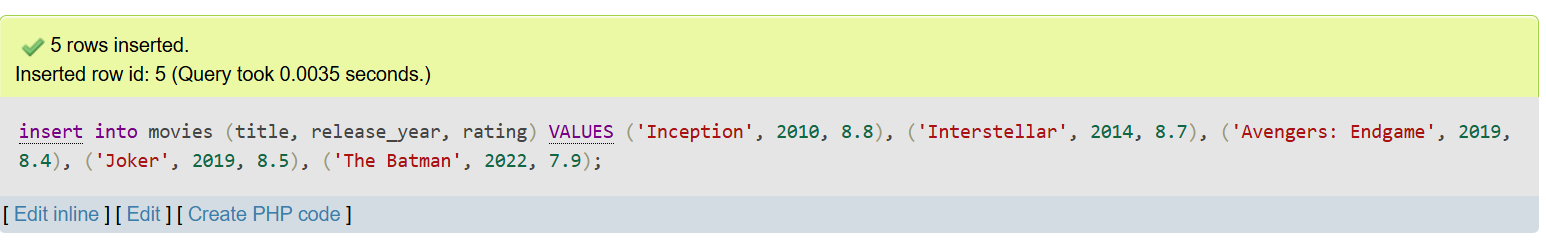 5 rows inserted.
Inserted row id: 5 (Query took 0.0035 seconds.)
insert into movies (title, release_year, rating) VALUES ('Inception', 2010, 8.8), ('Interstellar', 2014, 8.7), ('Avengers: Endgame', 2019,
8.4), ('Joker', 2019, 8.5), ('The Batman', 2022, 7.9);
[ Edit inline ] [ Edit ] [ Create PHP code ]